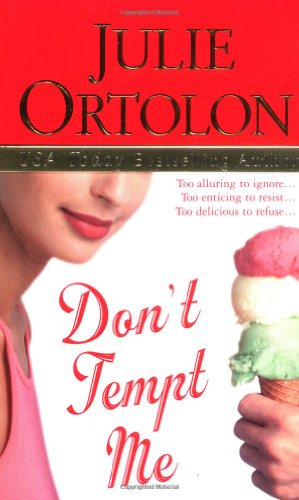 JULIE
ORTOLON
USA Today Bestselling Author
Too alluring to ignore...
Too enticing to resist...
Too delicious to refuse...
Don't
Tempt
Me